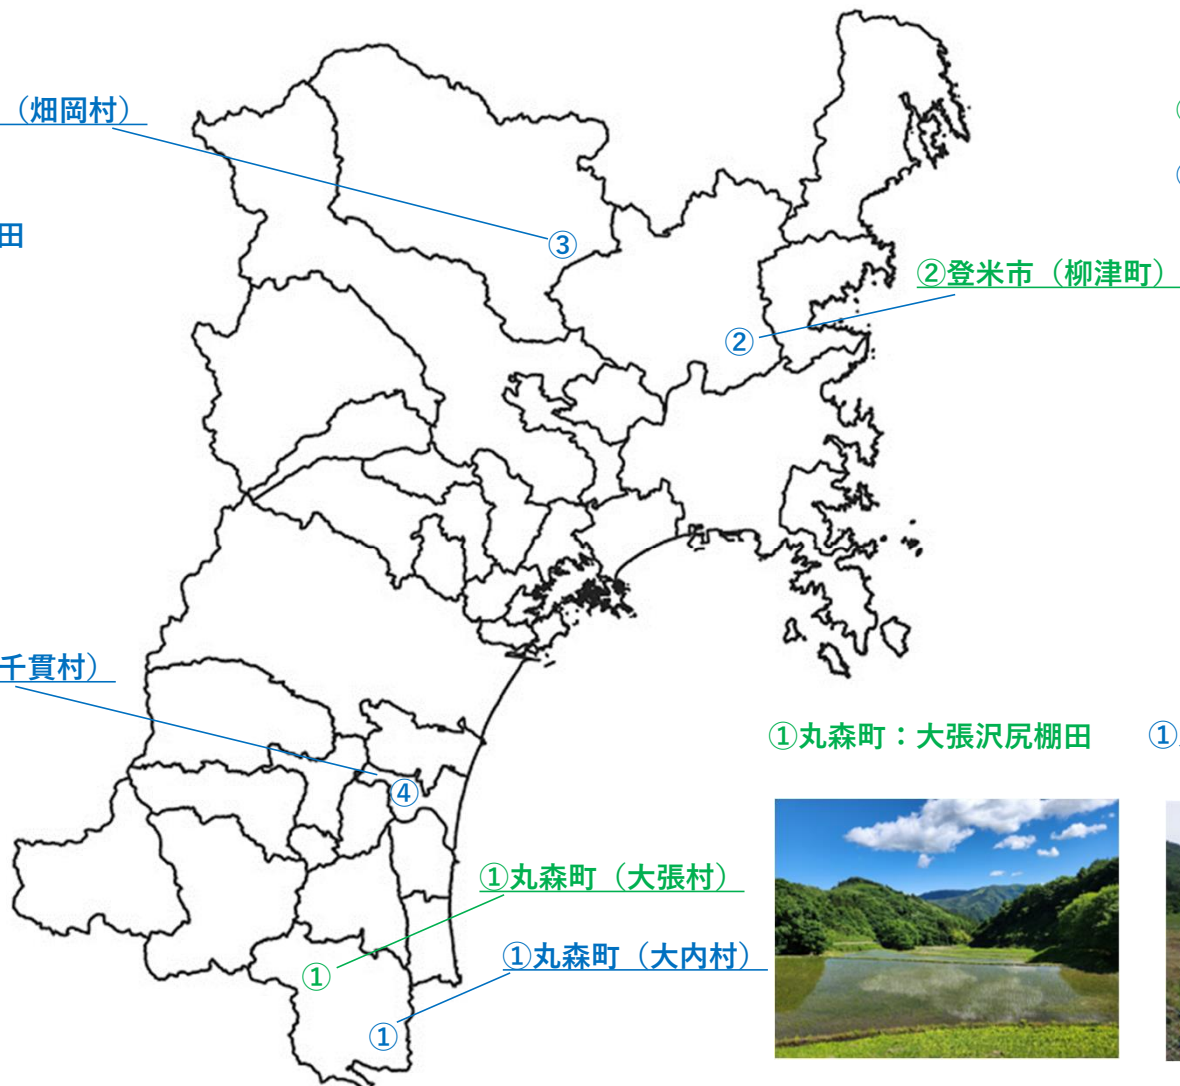 （畑岡村）
田
③
②登米市（柳津町）
②
千貫村）
④
①丸森町：大張沢尻棚田
①
①丸森町（大張村）
①丸森町（大内村）
①
①